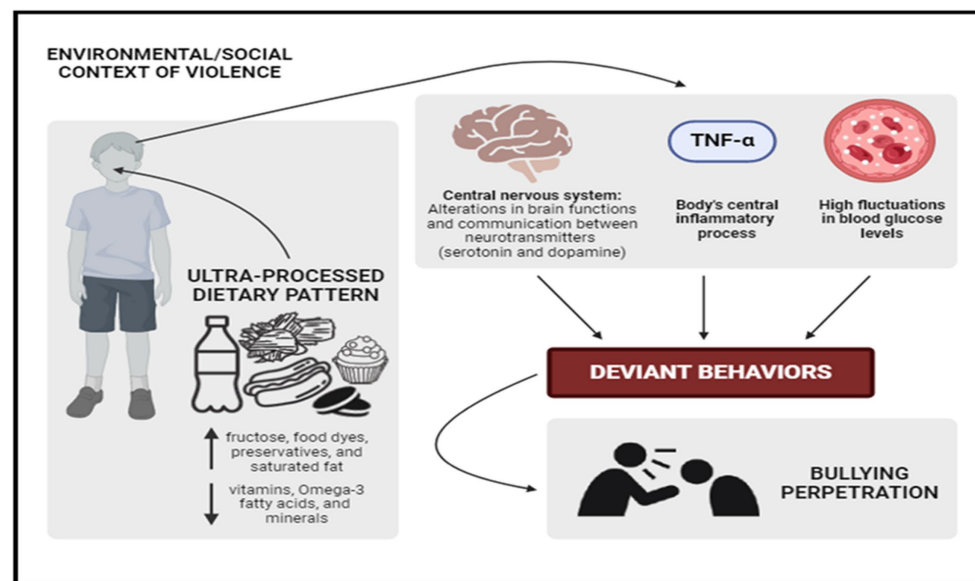 ENVIRONMENTAL/SOCIAL
CONTEXT OF VIOLENCE
ULTRA-PROCESSED
DIETARY PATTERN
fructose, food dyes,
preservatives, and
saturated fat
vitamins, Omega-3
fatty acids, and
minerals
Central nervous system:
Alterations in brain functions
and communication between
neurotransmitters
(serotonin and dopamine)
TNF-α
Body's central
inflammatory
process
High fluctuations
in blood glucose
levels
DEVIANT BEHAVIORS
BULLYING
PERPETRATION